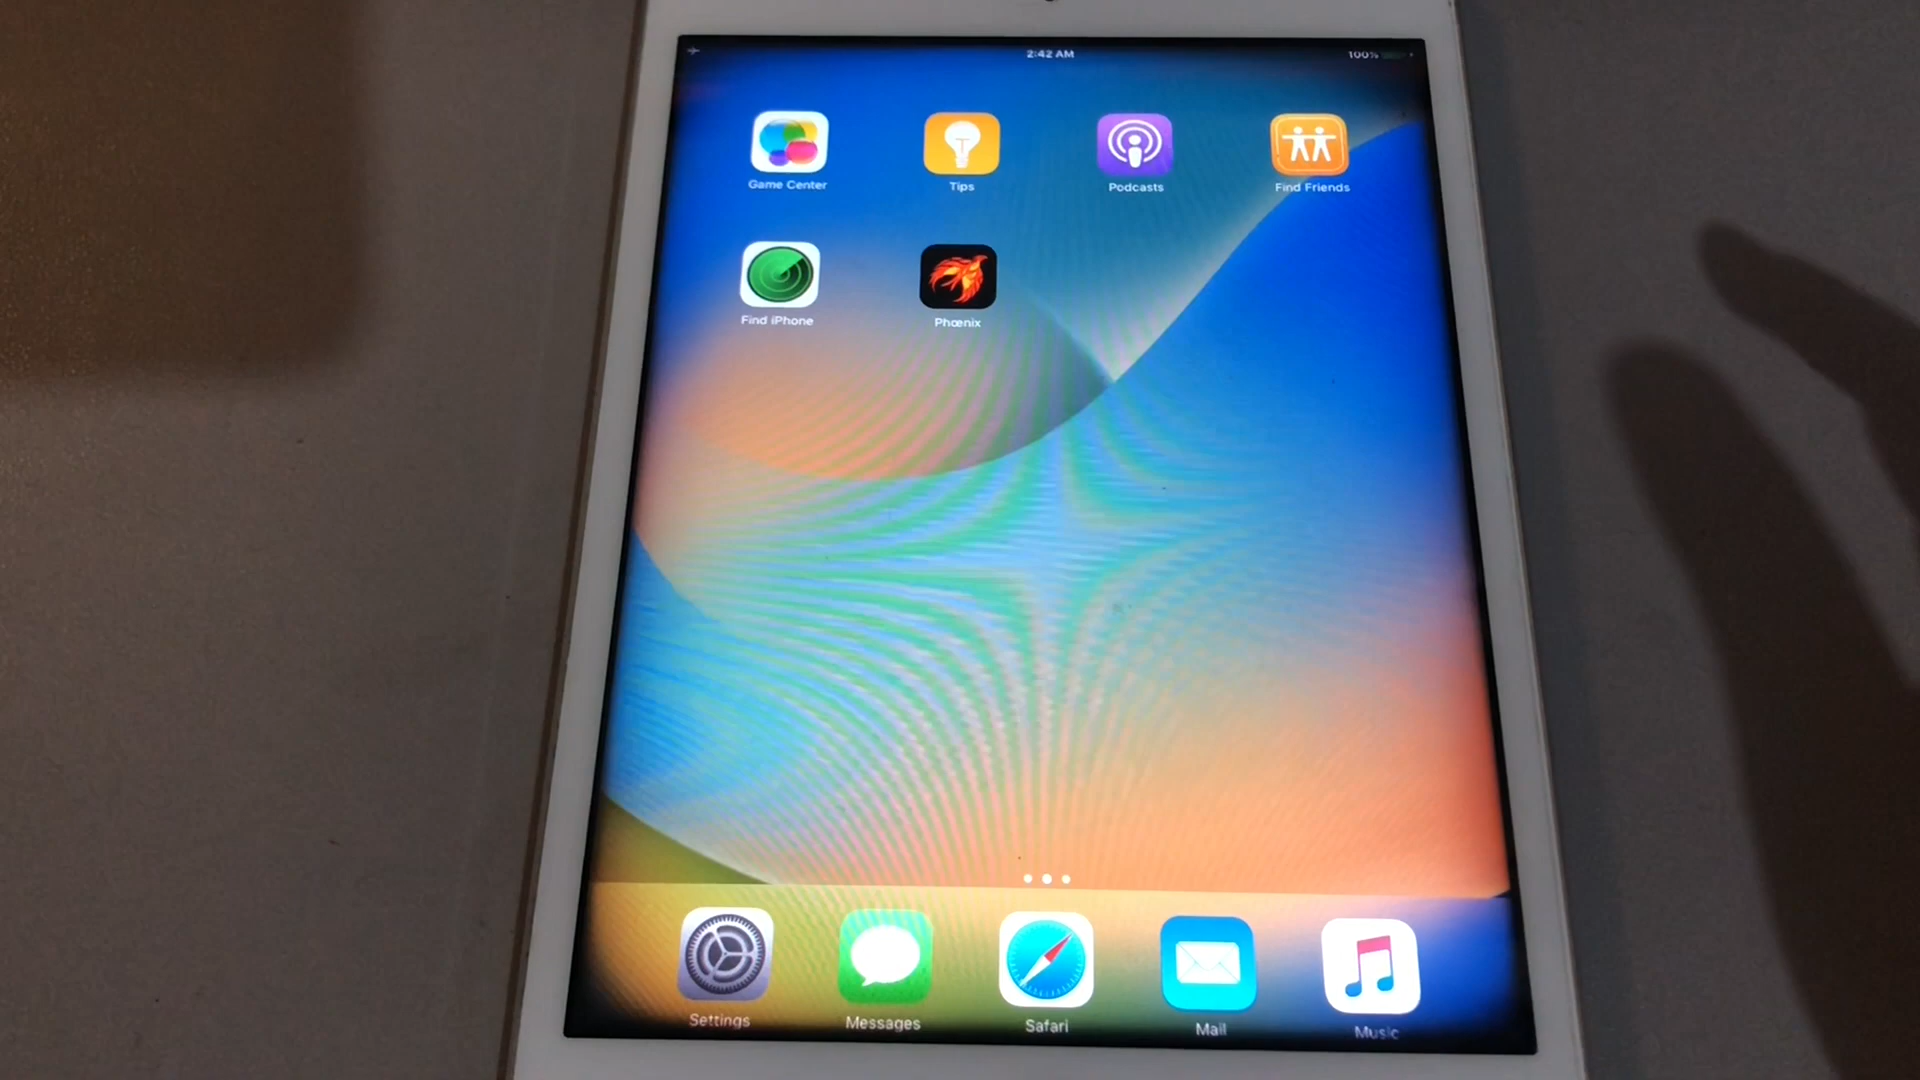 2:42 AM
100%
Game Center
Tips
Podcasts
Find Friends
Find iPhone
Phœnix
Settings
Messages
Safari
Mail
Music